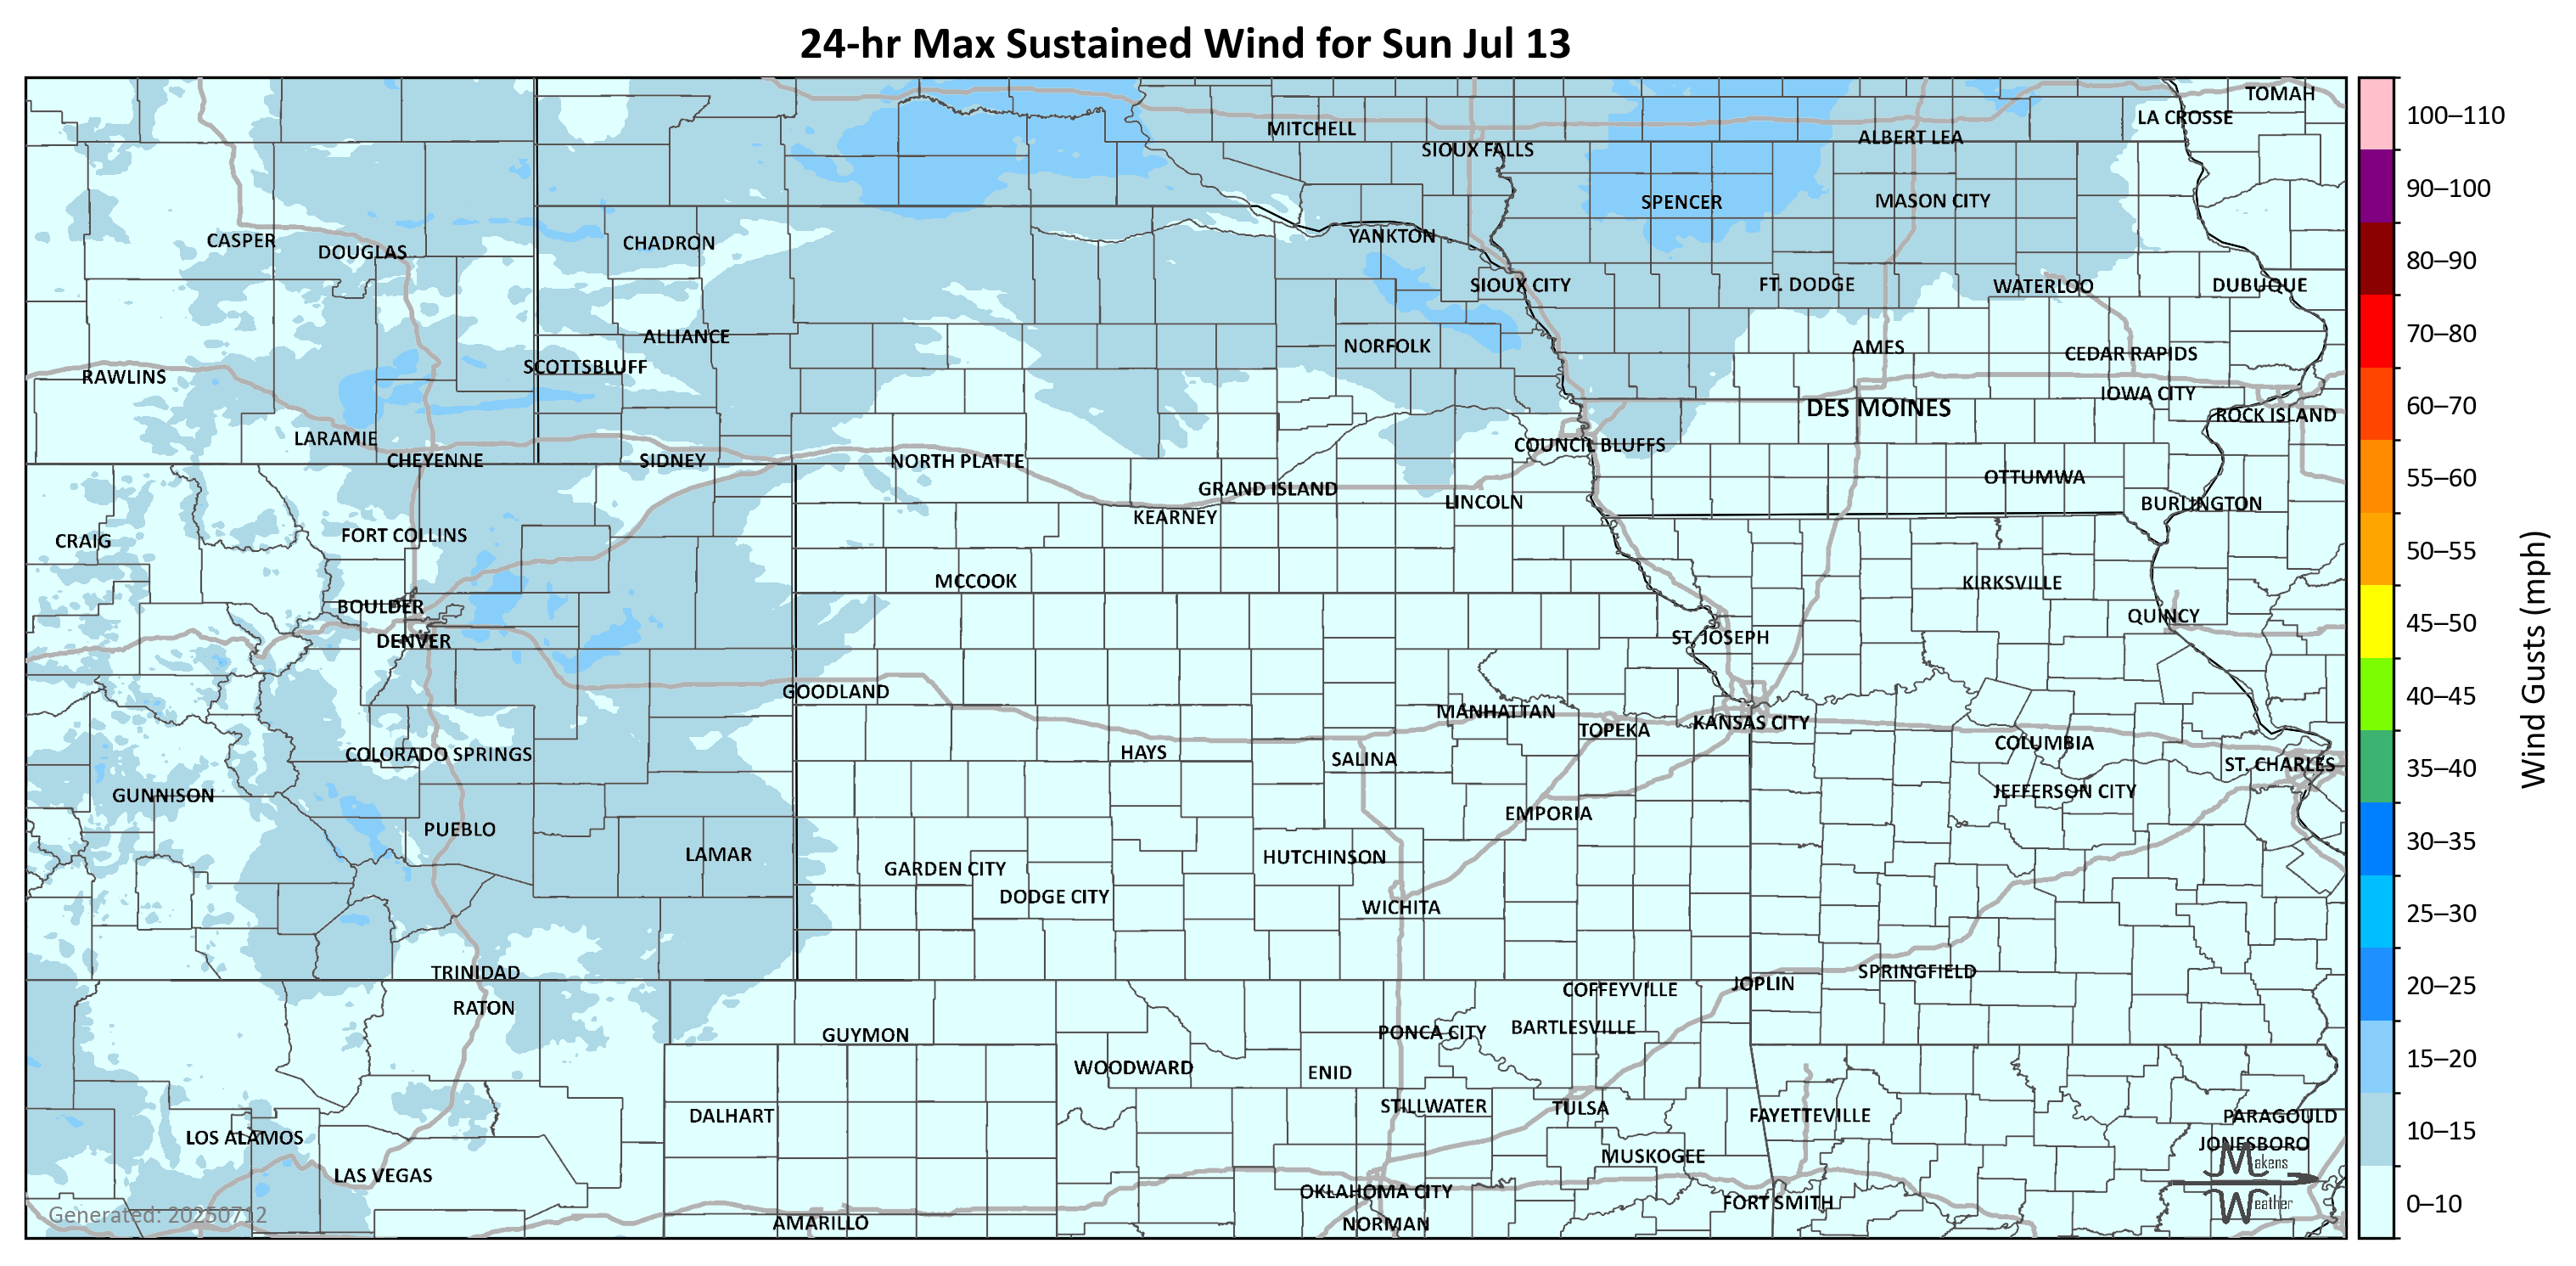 24-hr Max Sustained Wind for Sun Jul 13
TOMAH
LA CROSSE
MITCHELL
ALBERT LEA
SIOUX FALLS
SPENCER
MASON CITY
CASPER
DOUGLAS
CHADRON
YANKTON
SIOUX CITY
FT. DODGE
WATERLOO
DUBUQUE
ALLIANCE
NORFOLK
AMES
CEDAR RAPIDS
SCOTTSBLUFF
RAWLINS
IOWA CITY
DES MOINES
ROCK ISLAND
LARAMIE
COUNCIL BLUFFS
CHEYENNE
SIDNEY
NORTH PLATTE
OTTUMWA
GRAND ISLAND
LINCOLN
BURLINGTON
KEARNEY
FORT COLLINS
CRAIG
MCCOOK
KIRKSVILLE
BOULDER
QUINCY
DENVER
ST. JOSEPH
GOODLAND
MANHATTAN
TOPEKA
KANSAS CITY
COLUMBIA
COLORADO SPRINGS
HAYS
SALINA
ST. CHARLES
GUNNISON
JEFFERSON CITY
EMPORIA
PUEBLO
LAMAR
HUTCHINSON
GARDEN CITY
DODGE CITY
WICHITA
TRINIDAD
SPRINGFIELD
JOPLIN
COFFEYVILLE
RATON
GUYMON
PONCA CITY
BARTLESVILLE
WOODWARD
ENID
STILLWATER
TULSA
DALHART
FAYETTEVILLE
PARAGOULD
LOS ALAMOS
JONESBORO
MUSKOGEE
LAS VEGAS
OKLAHOMA CITY
FORT SMITH
AMARILLO
NORMAN
Generated: 20250712
Makens
Weather
100–110
90–100
80–90
70–80
60–70
55–60
50–55
45–50
40–45
35–40
30–35
25–30
20–25
15–20
10–15
0–10
Wind Gusts (mph)